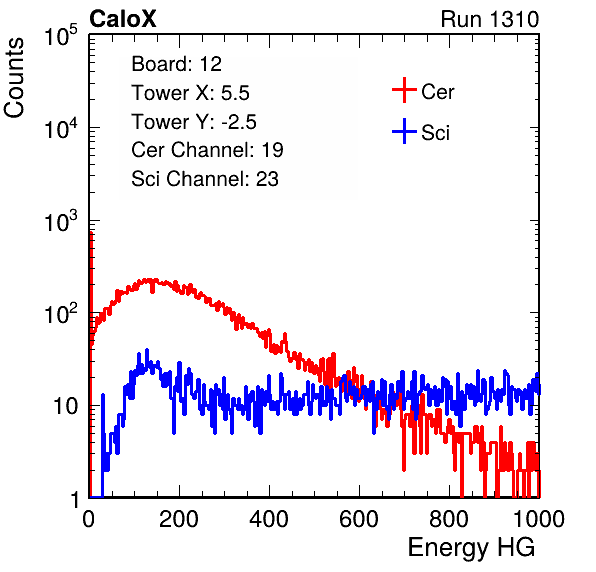 CaloX Run 1310
Counts
Board: 12
Tower X: 5.5
Tower Y: -2.5
Cer Channel: 19
Sci Channel: 23
Cer
Sci
10^5
10^4
10^3
10^2
10
1
0 200 400 600 800 1000
Energy HG